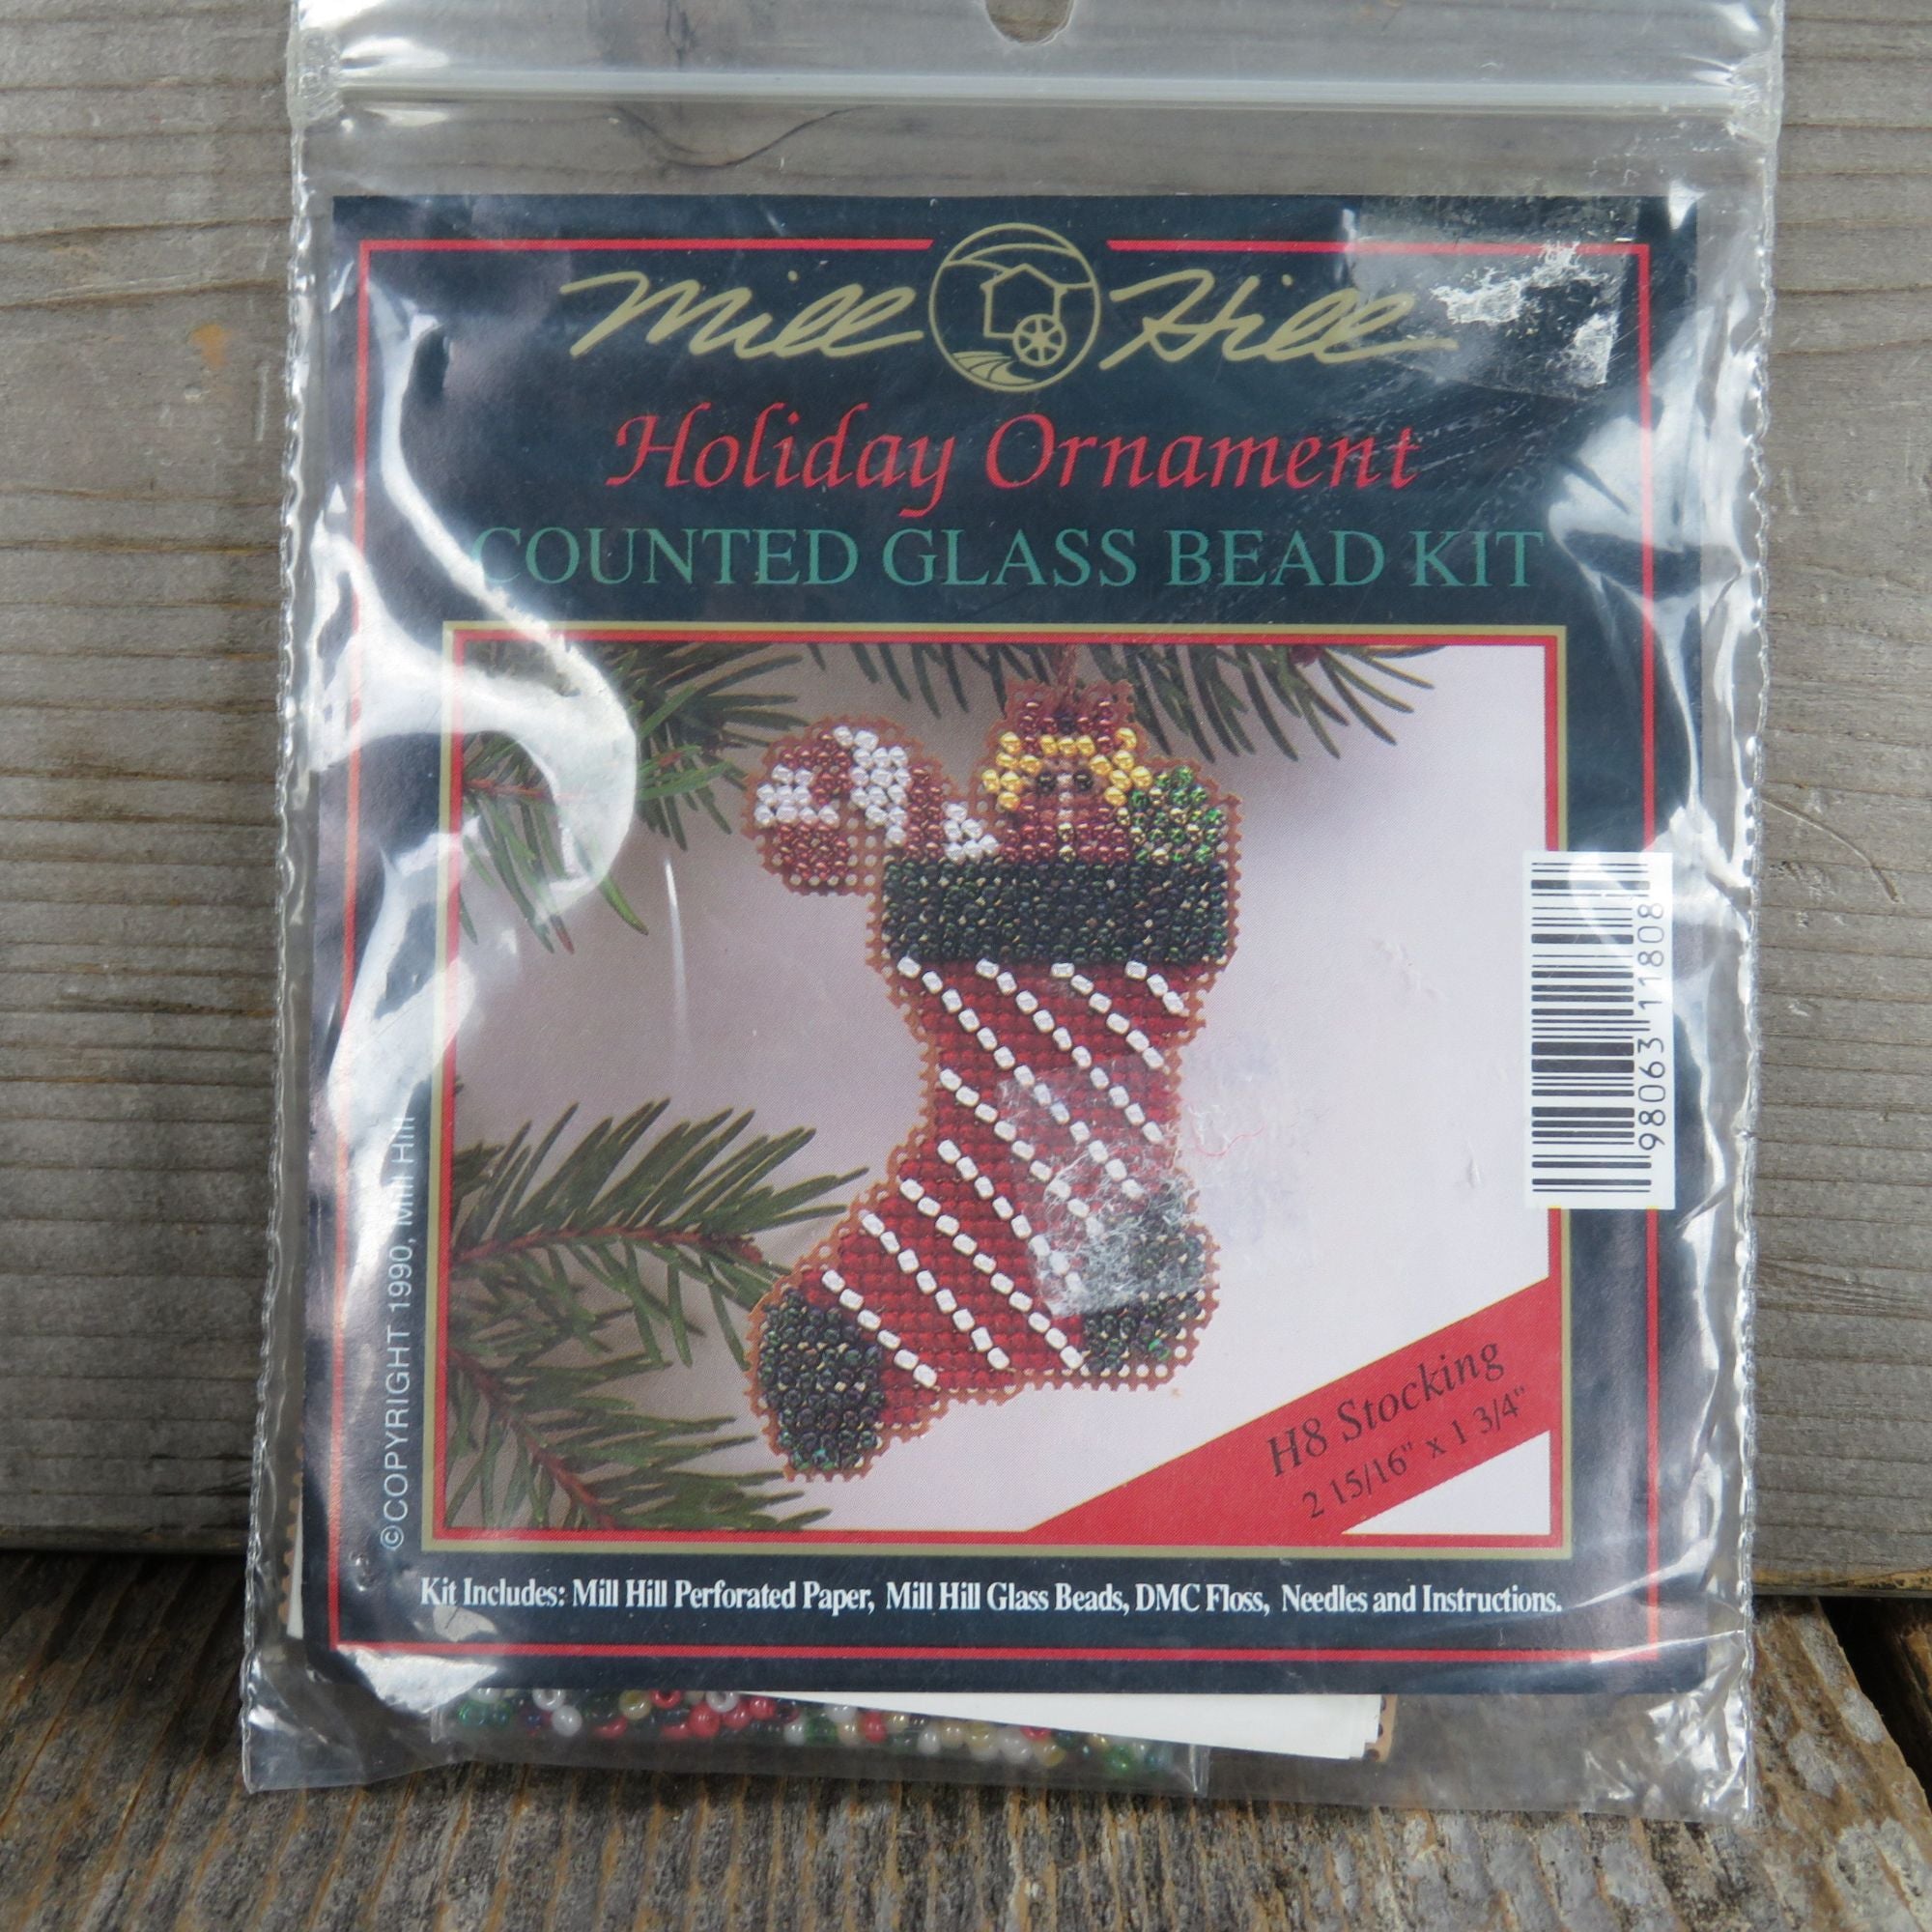 Mill Hill
Holiday Ornament
COUNTED GLASS BEAD KIT
98063 11808
©COPYRIGHT 1990, Mill Hill
H8 Stocking
2 15/16" x 1 3/4"
Kit Includes: Mill Hill Perforated Paper, Mill Hill Glass Beads, DMC Floss, Needles and Instructions.